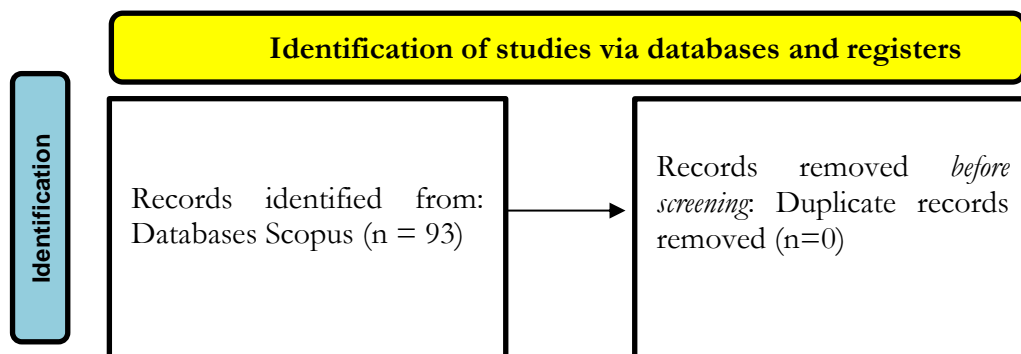 Identification of studies via databases and registers
Identification
Records identified from:
Databases Scopus (n = 93)
Records removed before
screening: Duplicate records
removed (n=0)